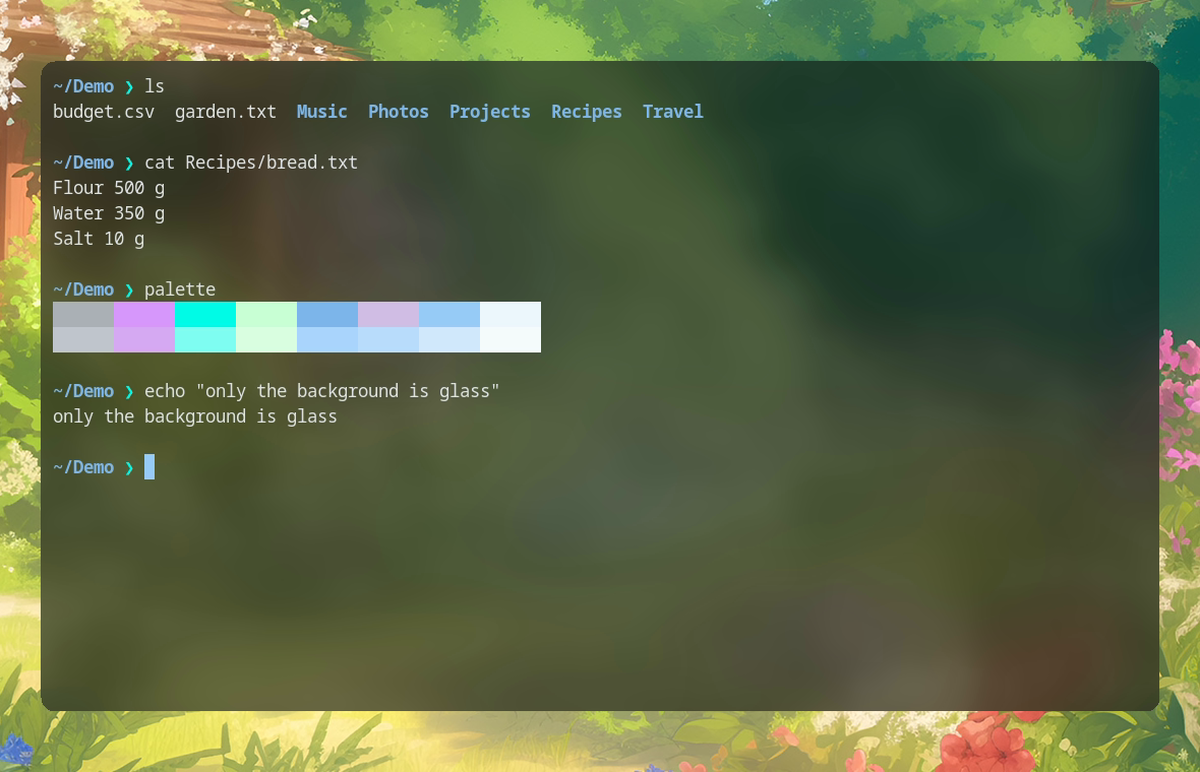 ~/Demo ❯ ls
budget.csv  garden.txt  Music  Photos  Projects  Recipes  Travel
~/Demo ❯ cat Recipes/bread.txt
Flour 500 g
Water 350 g
Salt 10 g
~/Demo ❯ palette
~/Demo ❯ echo "only the background is glass"
only the background is glass
~/Demo ❯